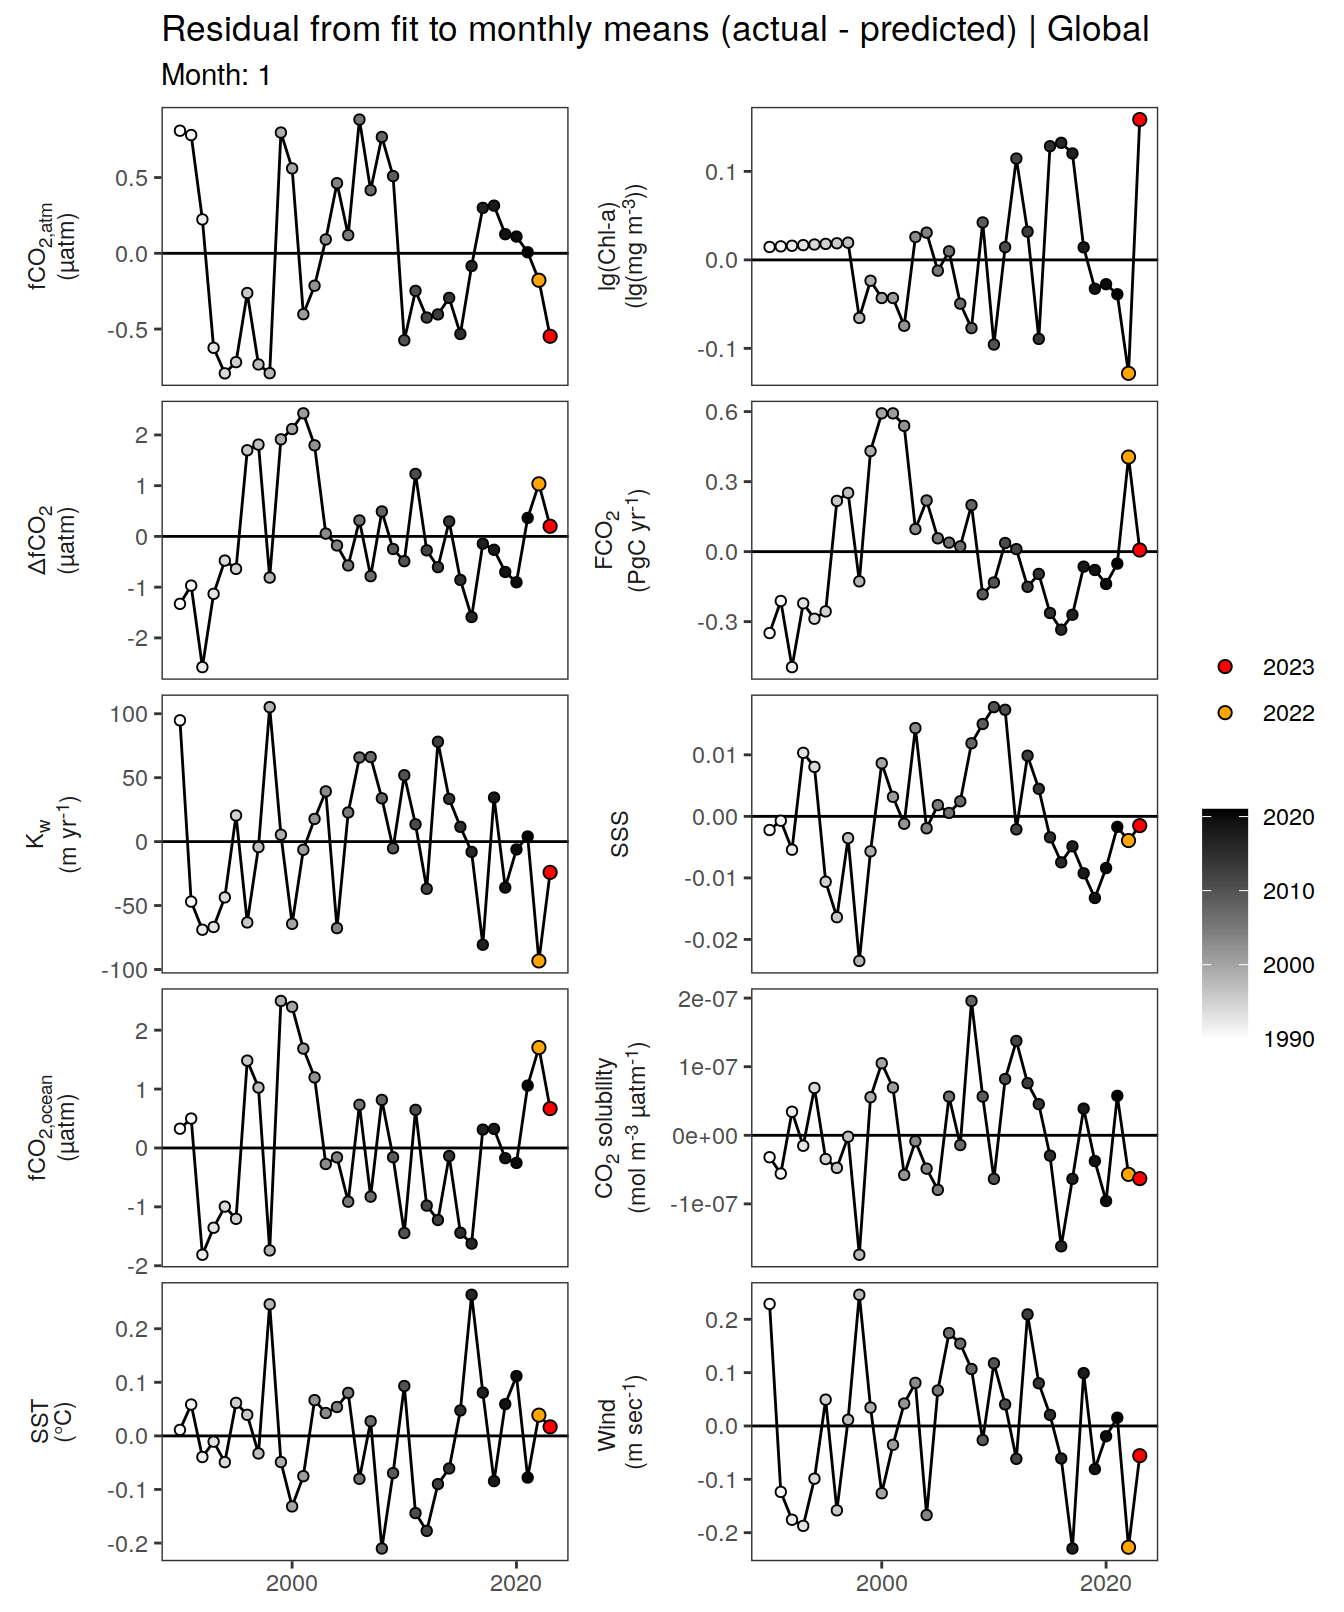 Residual from fit to monthly means (actual - predicted) | Global
Month: 1
fCO2,atm
(µatm)
0.5
0.0
-0.5
lg(Chl-a)
(lg(mg m-3))
0.1
0.0
-0.1
ΔfCO2
(µatm)
2
1
0
-1
-2
FCO2
(PgC yr-1)
0.6
0.3
0.0
-0.3
Kw
(m yr-1)
100
50
0
-50
-100
SSS
0.01
0.00
-0.01
-0.02
fCO2,ocean
(µatm)
2
1
0
-1
-2
CO2 solubility
(mol m-3 µatm-1)
2e-07
1e-07
0e+00
-1e-07
SST
(°C)
0.2
0.1
0.0
-0.1
-0.2
Wind
(m sec-1)
0.2
0.1
0.0
-0.1
-0.2
2000
2020
2000
2020
2023
2022
2020
2010
2000
1990